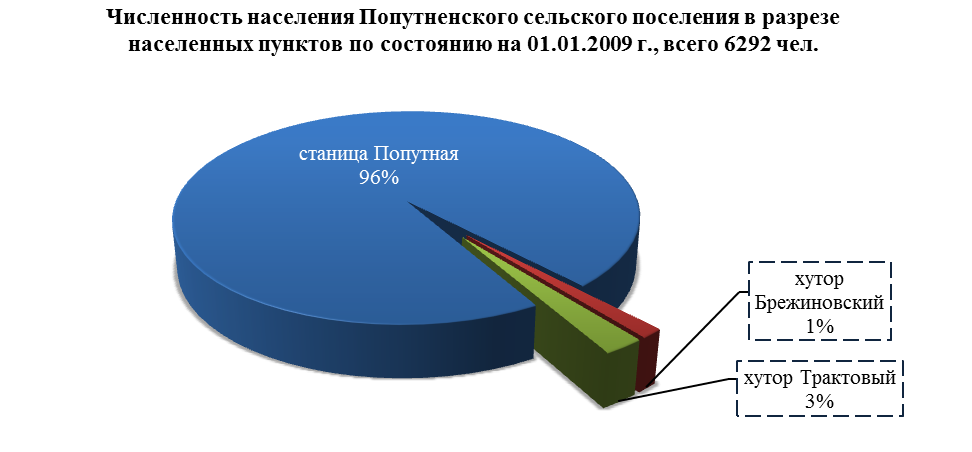 Численность населения Попутненского сельского поселения в разрезе
населенных пунктов по состоянию на 01.01.2009 г., всего 6292 чел.
станица Попутная
96%
хутор
Брежиновский
1%
хутор Трактовый
3%